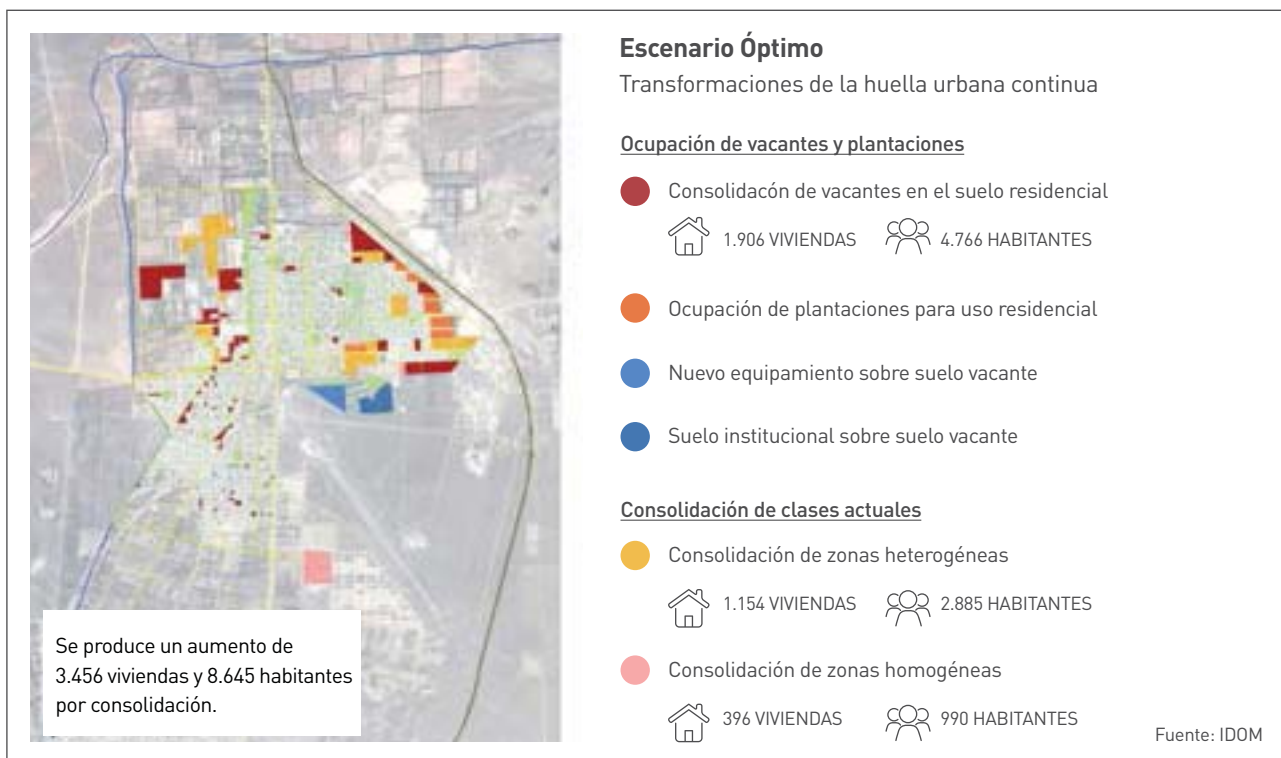 Escenario Óptimo
Transformaciones de la huella urbana continua
Ocupación de vacantes y plantaciones
Consolidacón de vacantes en el suelo residencial
1.906 VIVIENDAS 4.766 HABITANTES
Ocupación de plantaciones para uso residencial
Nuevo equipamiento sobre suelo vacante
Suelo institucional sobre suelo vacante
Consolidación de clases actuales
Consolidación de zonas heterogéneas
1.154 VIVIENDAS 2.885 HABITANTES
Consolidación de zonas homogéneas
396 VIVIENDAS 990 HABITANTES
Se produce un aumento de
3.456 viviendas y 8.645 habitantes
por consolidación.
Fuente: IDOM